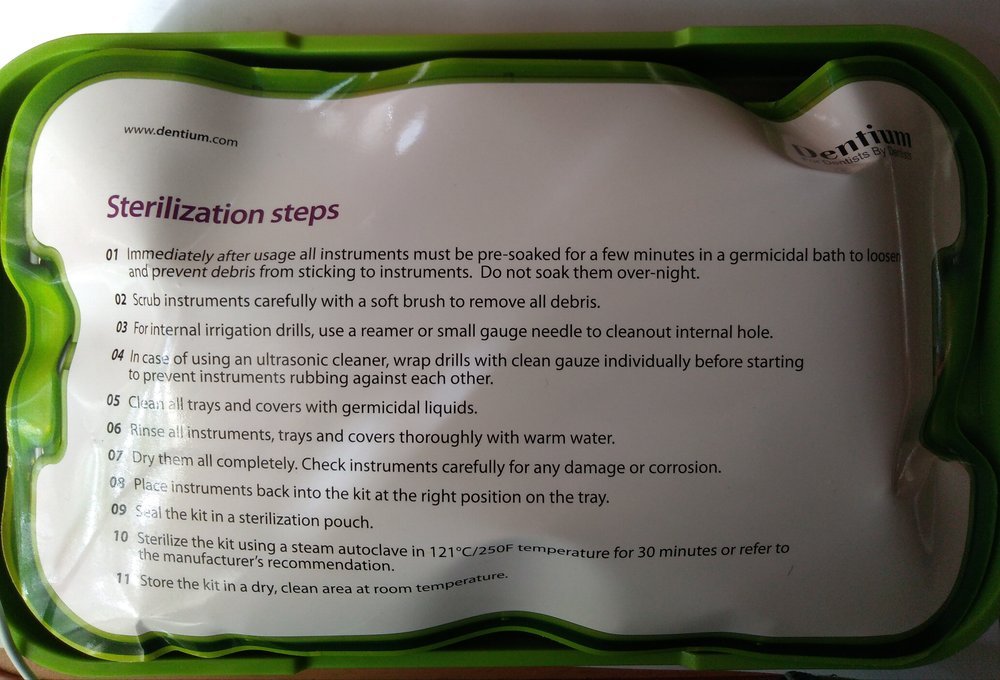 www.dentium.com
Dentium
For Dentists By Dentists
Sterilization steps
01 Immediately after usage all instruments must be pre-soaked for a few minutes in a germicidal bath to loosen
and prevent debris from sticking to instruments. Do not soak them over-night.
02 Scrub instruments carefully with a soft brush to remove all debris.
03 For internal irrigation drills, use a reamer or small gauge needle to cleanout internal hole.
04 In case of using an ultrasonic cleaner, wrap drills with clean gauze individually before starting
to prevent instruments rubbing against each other.
05 Clean all trays and covers with germicidal liquids.
06 Rinse all instruments, trays and covers thoroughly with warm water.
07 Dry them all completely. Check instruments carefully for any damage or corrosion.
08 Place instruments back into the kit at the right position on the tray.
09 Seal the kit in a sterilization pouch.
10 Sterilize the kit using a steam autoclave in 121°C/250F temperature for 30 minutes or refer to
the manufacturer's recommendation.
11 Store the kit in a dry, clean area at room temperature.